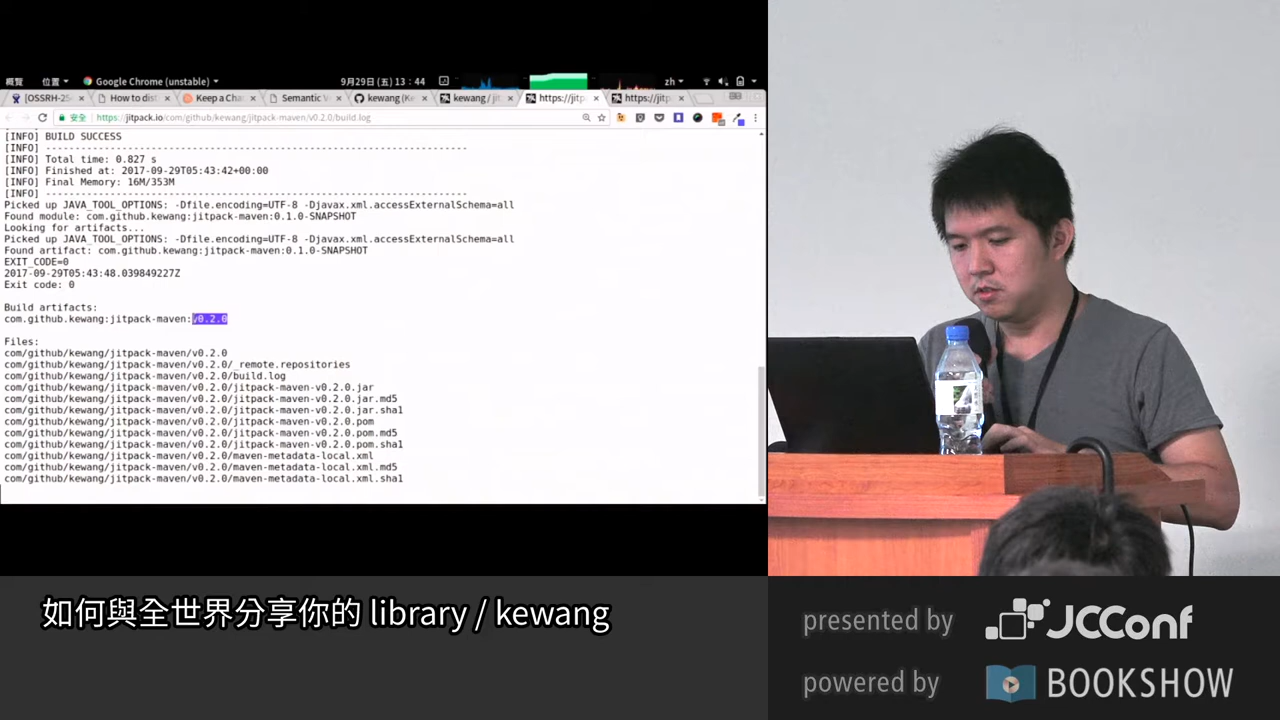 概覽 位置 Google Chrome (unstable) 9月29日 (五) 13：44 zh
[OSSRH-25 How to dis Keep a Cha Semantic V kewang (Ke kewang / jit https://jitp https://jitp
安全 https://jitpack.io/com/github/kewang/jitpack-maven/v0.2.0/build.log
[INFO] BUILD SUCCESS
[INFO] ------------------------------------------------------------------------
[INFO] Total time: 0.827 s
[INFO] Finished at: 2017-09-29T05:43:42+00:00
[INFO] Final Memory: 16M/353M
[INFO] ------------------------------------------------------------------------
Picked up JAVA_TOOL_OPTIONS: -Dfile.encoding=UTF-8 -Djavax.xml.accessExternalSchema=all
Found module: com.github.kewang:jitpack-maven:0.1.0-SNAPSHOT
Looking for artifacts...
Picked up JAVA_TOOL_OPTIONS: -Dfile.encoding=UTF-8 -Djavax.xml.accessExternalSchema=all
Found artifact: com.github.kewang:jitpack-maven:0.1.0-SNAPSHOT
EXIT_CODE=0
2017-09-29T05:43:48.039849227Z
Exit code: 0
Build artifacts:
com.github.kewang:jitpack-maven:v0.2.0
Files:
com/github/kewang/jitpack-maven/v0.2.0
com/github/kewang/jitpack-maven/v0.2.0/_remote.repositories
com/github/kewang/jitpack-maven/v0.2.0/build.log
com/github/kewang/jitpack-maven/v0.2.0/jitpack-maven-v0.2.0.jar
com/github/kewang/jitpack-maven/v0.2.0/jitpack-maven-v0.2.0.jar.md5
com/github/kewang/jitpack-maven/v0.2.0/jitpack-maven-v0.2.0.jar.sha1
com/github/kewang/jitpack-maven/v0.2.0/jitpack-maven-v0.2.0.pom
com/github/kewang/jitpack-maven/v0.2.0/jitpack-maven-v0.2.0.pom.md5
com/github/kewang/jitpack-maven/v0.2.0/jitpack-maven-v0.2.0.pom.sha1
com/github/kewang/jitpack-maven/v0.2.0/maven-metadata-local.xml
com/github/kewang/jitpack-maven/v0.2.0/maven-metadata-local.xml.md5
com/github/kewang/jitpack-maven/v0.2.0/maven-metadata-local.xml.sha1
如何與全世界分享你的 library / kewang
presented by JCConf
powered by BOOKSHOW